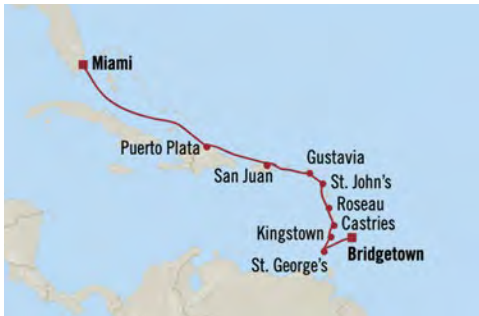 Miami
Puerto Plata
San Juan
Gustavia
St. John's
Roseau
Castries
Kingstown
Bridgetown
St. George's